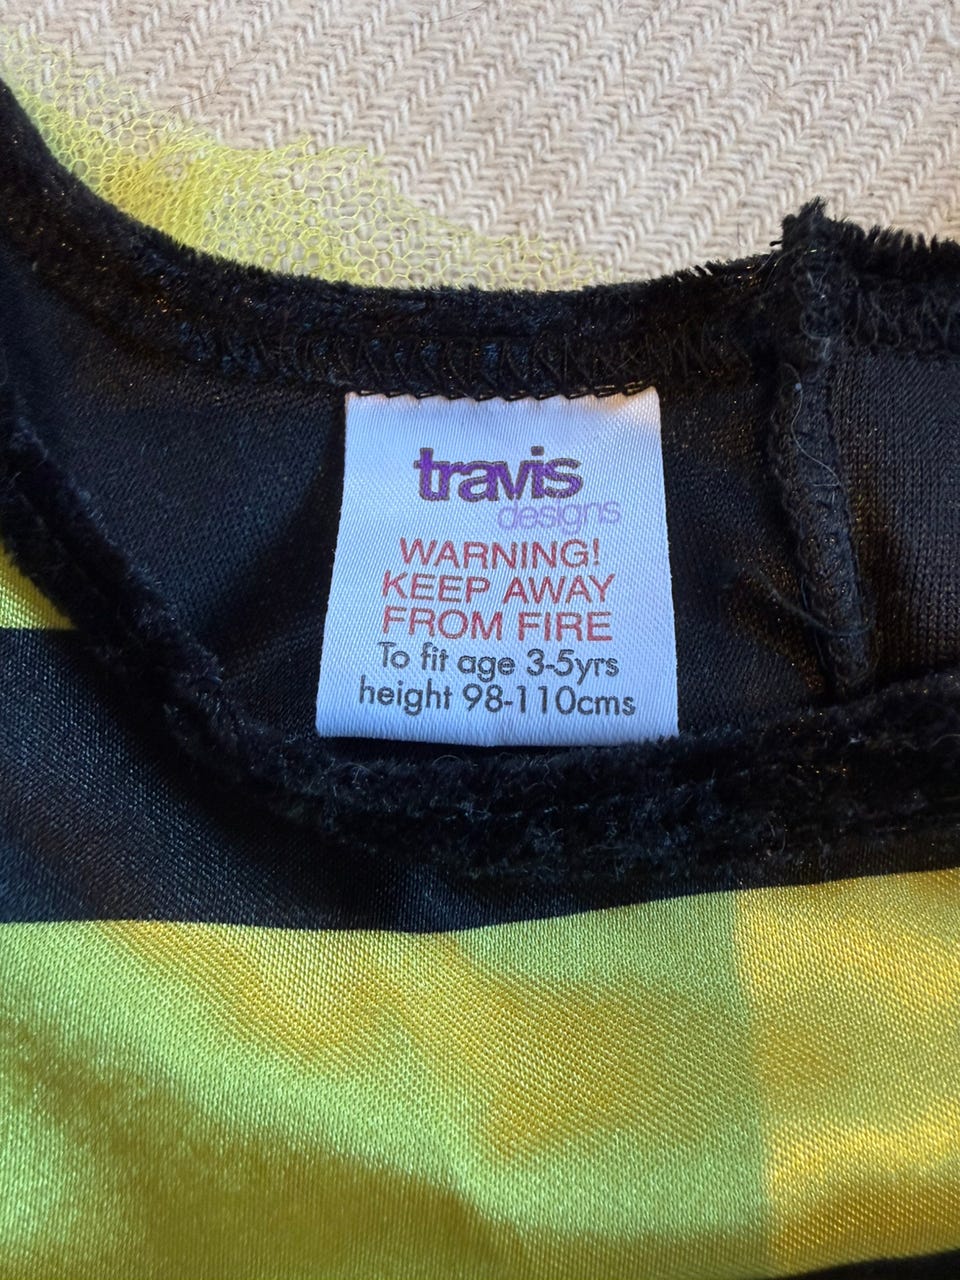 travis
designs
WARNING!
KEEP AWAY
FROM FIRE
To fit age 3-5yrs
height 98-110cms